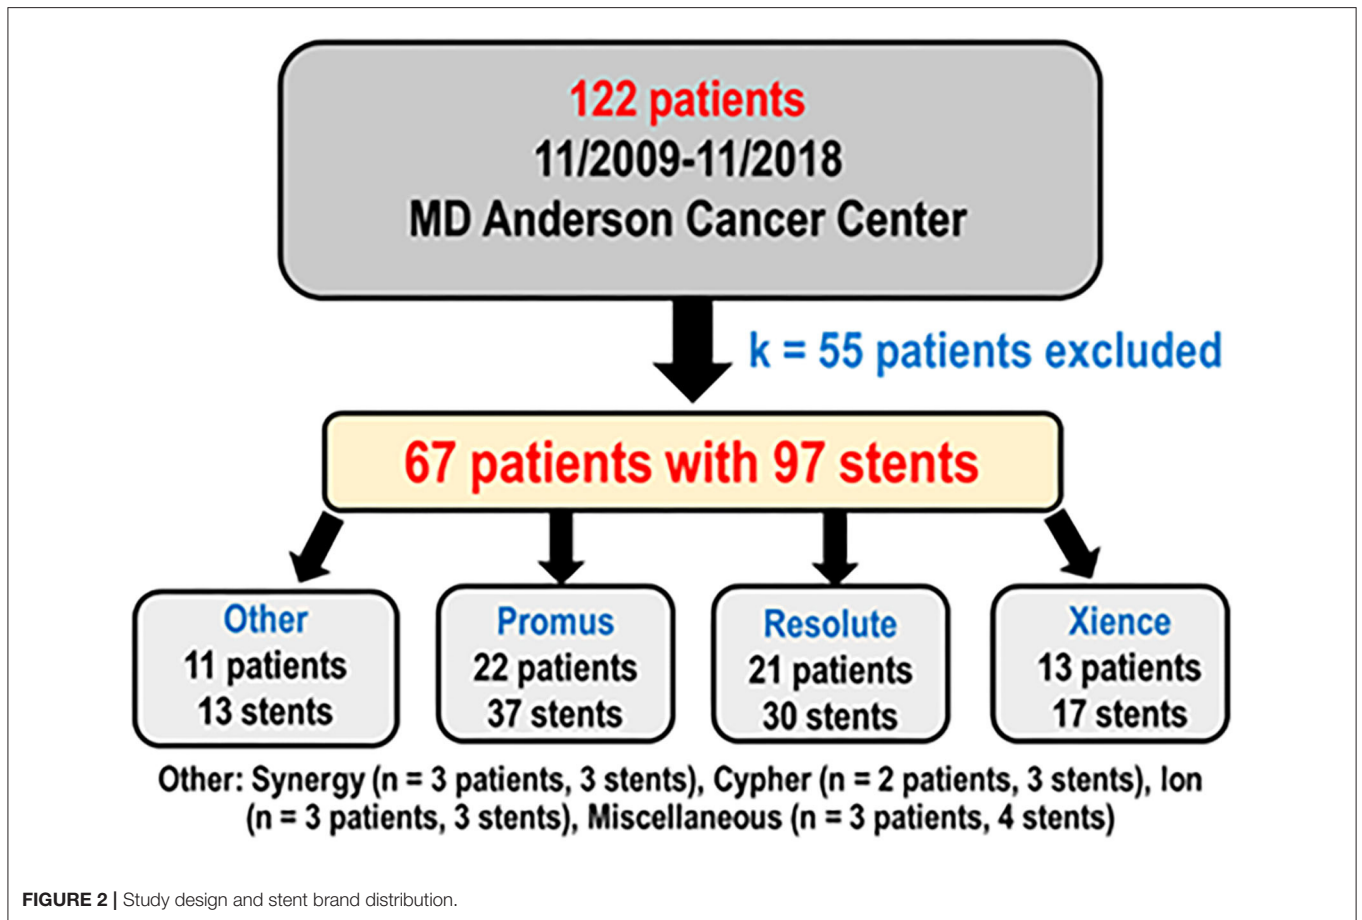 122 patients
11/2009-11/2018
MD Anderson Cancer Center
k = 55 patients excluded
67 patients with 97 stents
Other
11 patients
13 stents
Promus
22 patients
37 stents
Resolute
21 patients
30 stents
Xience
13 patients
17 stents
Other: Synergy (n = 3 patients, 3 stents), Cypher (n = 2 patients, 3 stents), Ion
(n = 3 patients, 3 stents), Miscellaneous (n = 3 patients, 4 stents)
FIGURE 2 | Study design and stent brand distribution.